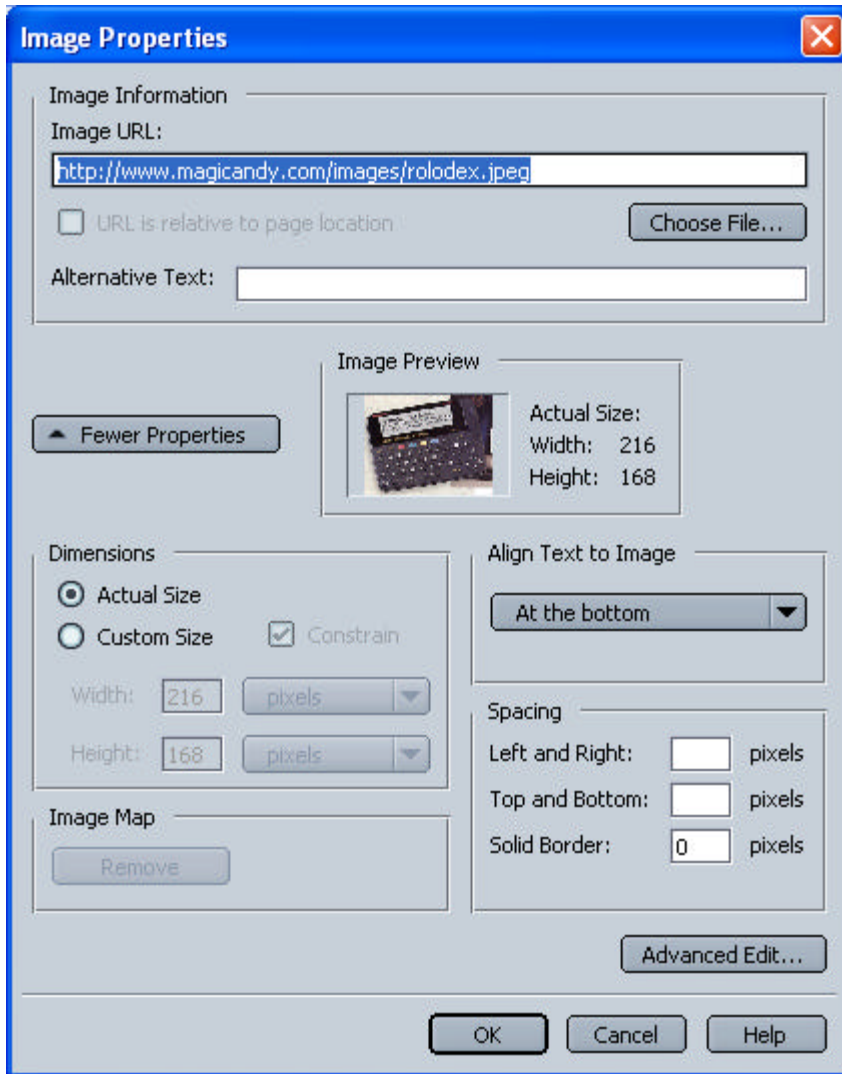 Image Properties
Image Information
Image URL:
http://www.magicandy.com/images/rolodex.jpeg
URL is relative to page location
Choose File...
Alternative Text:
Image Preview
Fewer Properties
Actual Size:
Width: 216
Height: 168
Dimensions
Actual Size
Custom Size
Constrain
Width: 216 pixels
Height: 168 pixels
Align Text to Image
At the bottom
Spacing
Left and Right: pixels
Top and Bottom: pixels
Solid Border: 0 pixels
Image Map
Remove
Advanced Edit...
OK
Cancel
Help